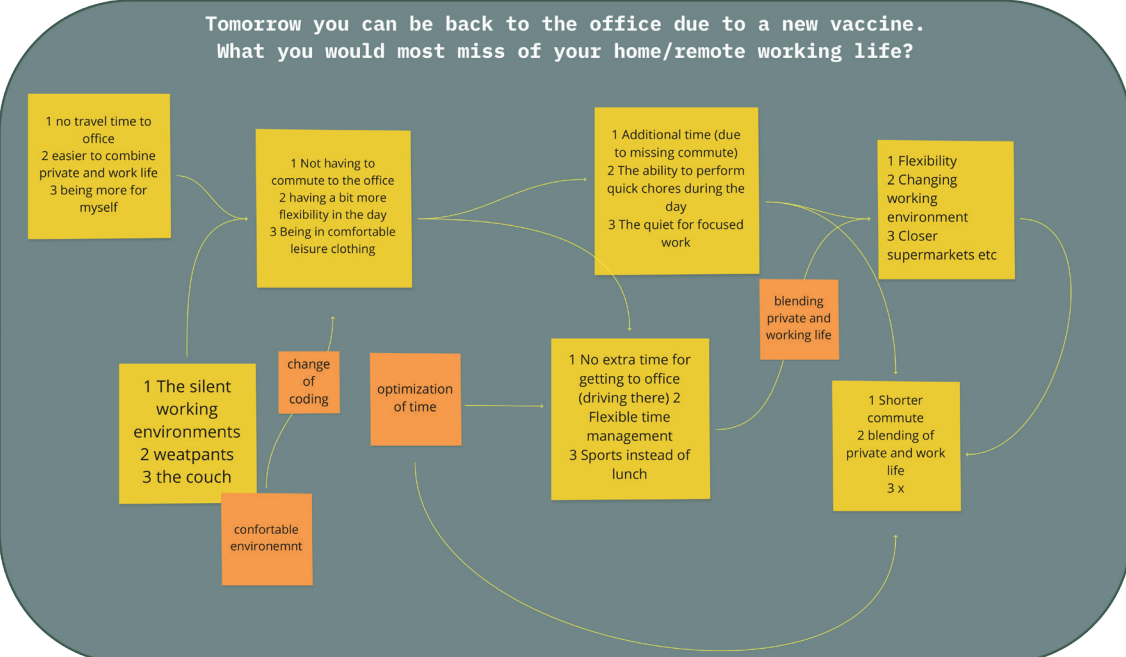 Tomorrow you can be back to the office due to a new vaccine.
What you would most miss of your home/remote working life?
1 no travel time to
office
2 easier to combine
private and work life
3 being more for
myself
1 Not having to
commute to the office
2 having a bit more
flexibility in the day
3 Being in comfortable
leisure clothing
1 Additional time (due
to missing commute)
2 The ability to perform
quick chores during the
day
3 The quiet for focused
work
1 Flexibility
2 Changing
working
environment
3 Closer
supermarkets etc
blending
private and
working life
1 The silent
working
environments
2 weatpants
3 the couch
change
of
coding
optimization
of time
1 No extra time for
getting to office
(driving there) 2
Flexible time
management
3 Sports instead of
lunch
1 Shorter
commute
2 blending of
private and work
life
3 x
confortable
environemnt